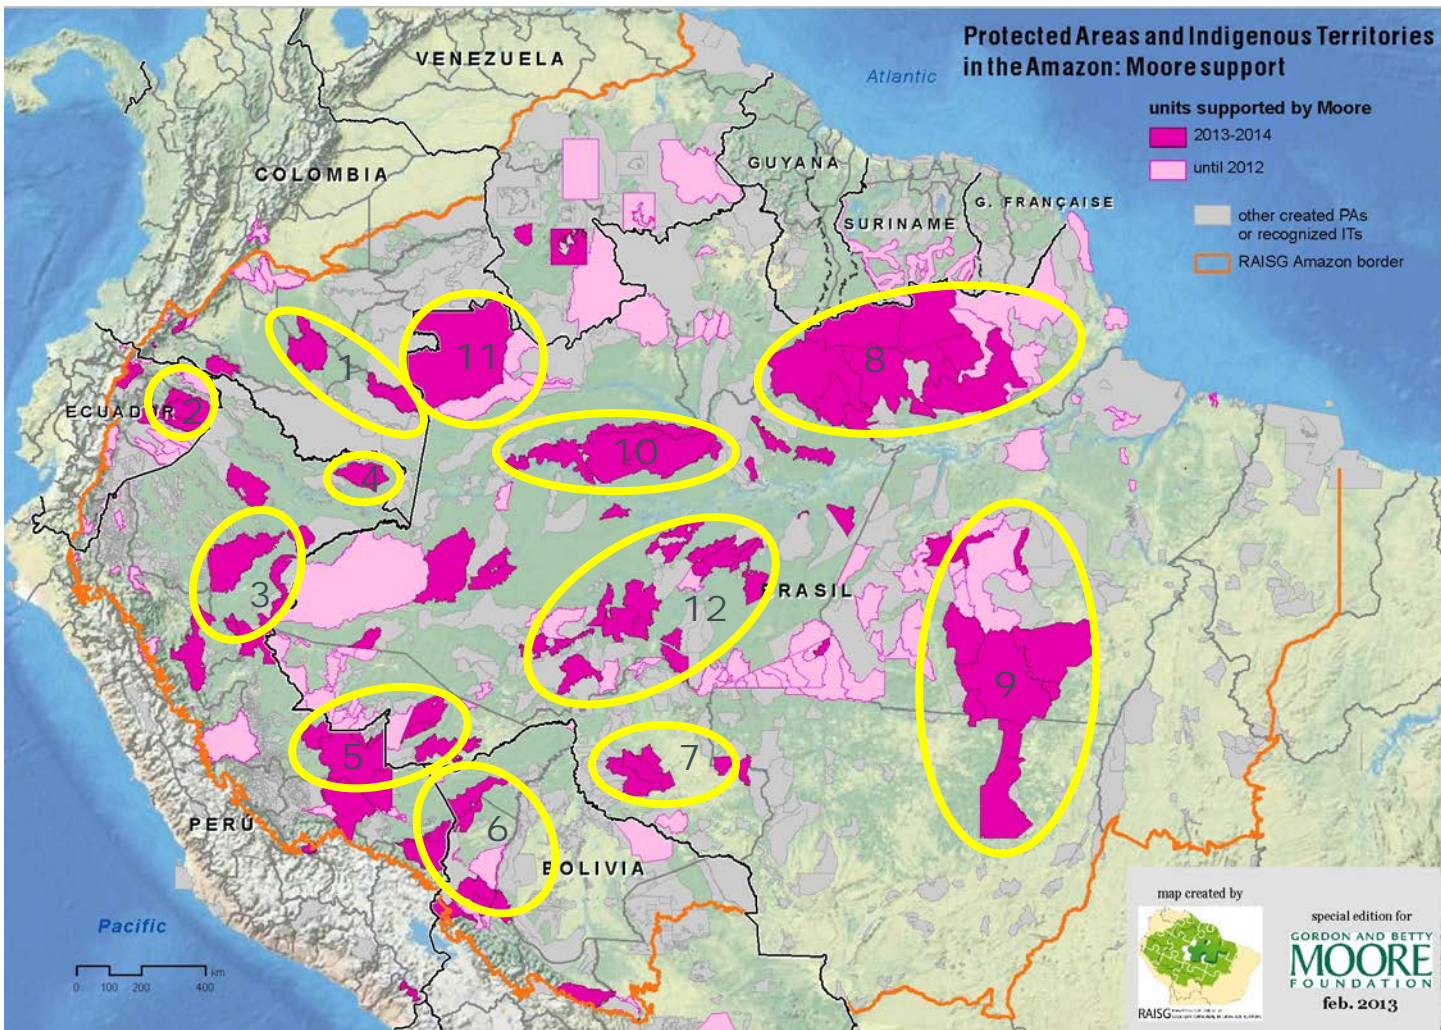 Protected Areas and Indigenous Territories
in the Amazon: Moore support
units supported by Moore
2013-2014
until 2012
other created PAs
or recognized ITs
RAISG Amazon border
Atlantic
VENEZUELA
GUYANA
COLOMBIA
G. FRANÇAISE
SURINAME
11
1
8
2
ECUADOR
10
4
3
12
BRASIL
9
5
7
PERÚ
6
BOLIVIA
Pacific
km
0 100 200 400
map created by
RAISG
special edition for
GORDON AND BETTY
MOORE
FOUNDATION
feb. 2013